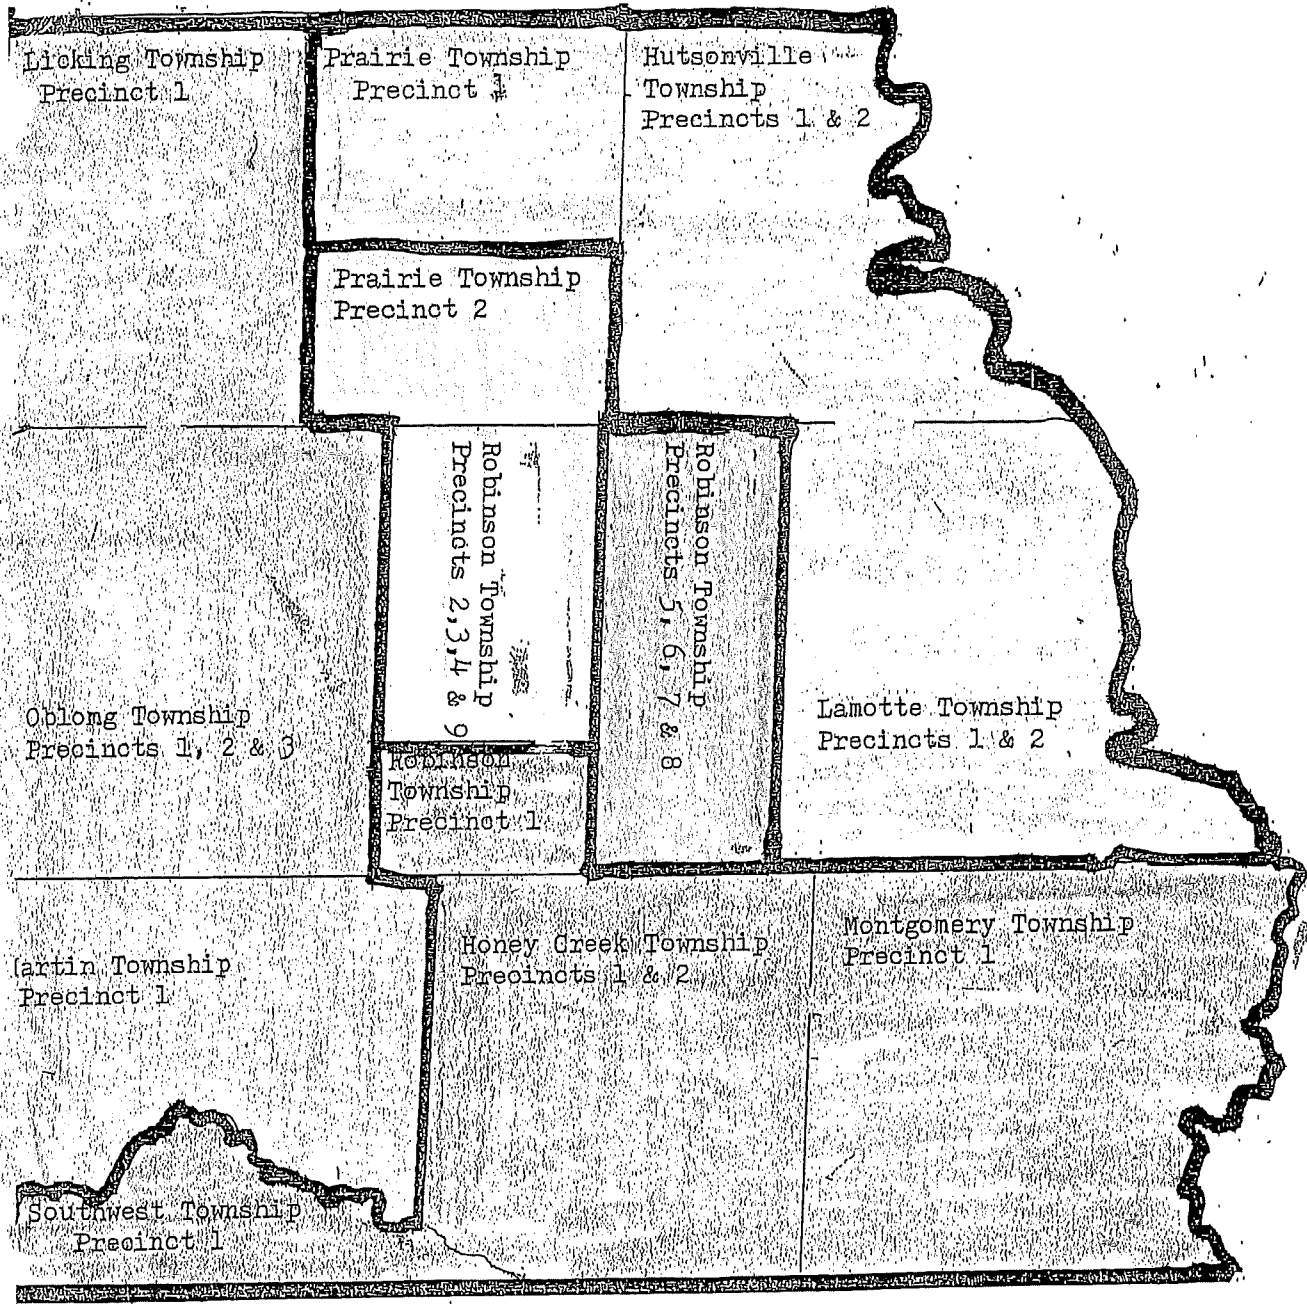 Licking Township
Precinct 1
Prairie Township
Precinct 1
Hutsonville
Township
Precincts 1 & 2
Prairie Township
Precinct 2
Robinson Township
Precincts 2,3,4 & 9
Robinson Township
Precincts 5, 6, 7 & 8
Oblomg Township
Precincts 1, 2 & 3
Robinson
Township
Precinct 1
Lamotte Township
Precincts 1 & 2
artin Township
Precinct 1
Honey Creek Township
Precincts 1 & 2
Montgomery Township
Precinct 1
Southwest Township
Precinct 1